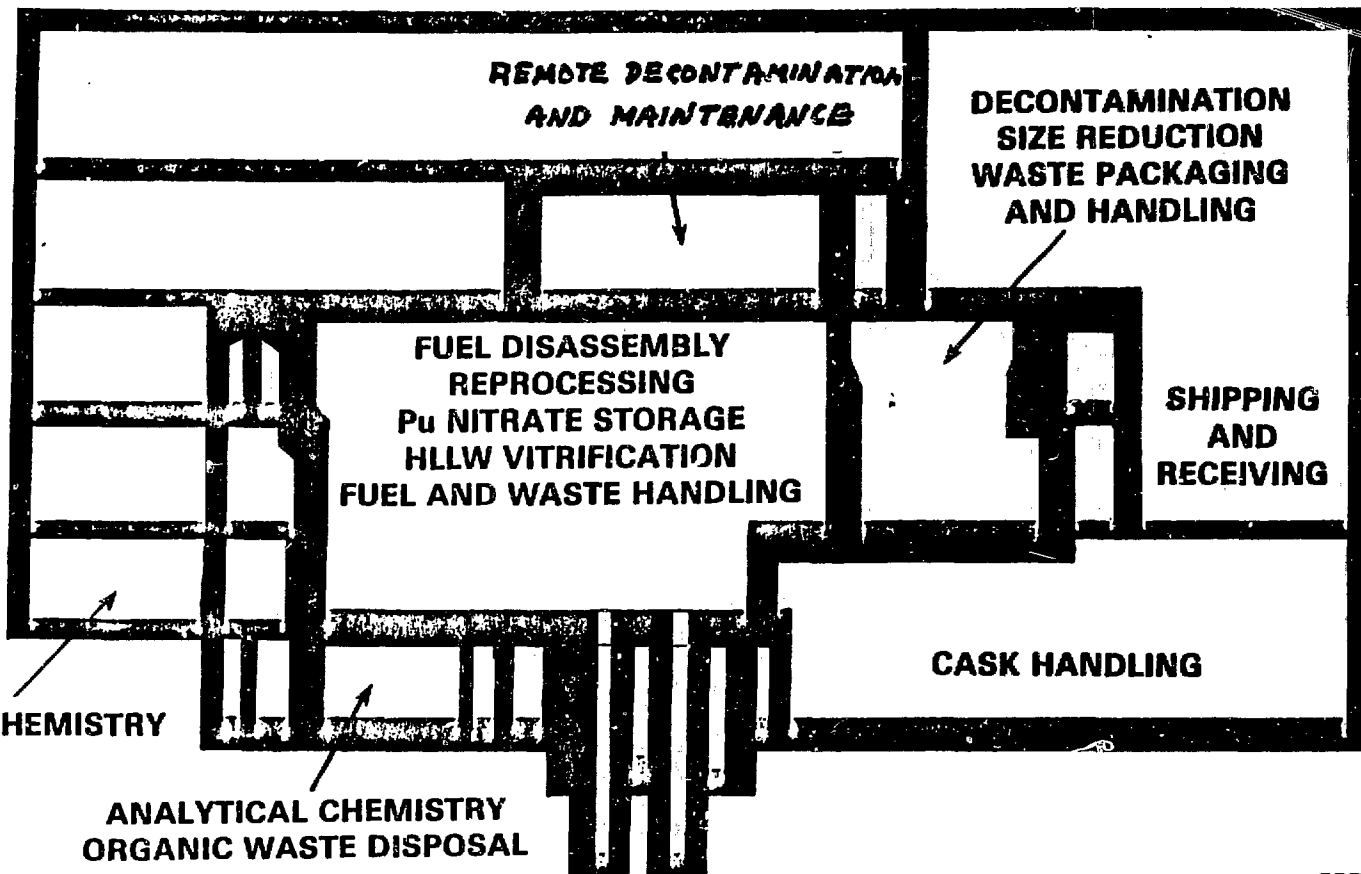 REMOTE DECONTAMINATION
AND MAINTENANCE
DECONTAMINATION
SIZE REDUCTION
WASTE PACKAGING
AND HANDLING
FUEL DISASSEMBLY
REPROCESSING
Pu NITRATE STORAGE
HLLW VITRIFICATION
FUEL AND WASTE HANDLING
SHIPPING
AND
RECEIVING
CASK HANDLING
HEMISTRY
ANALYTICAL CHEMISTRY
ORGANIC WASTE DISPOSAL